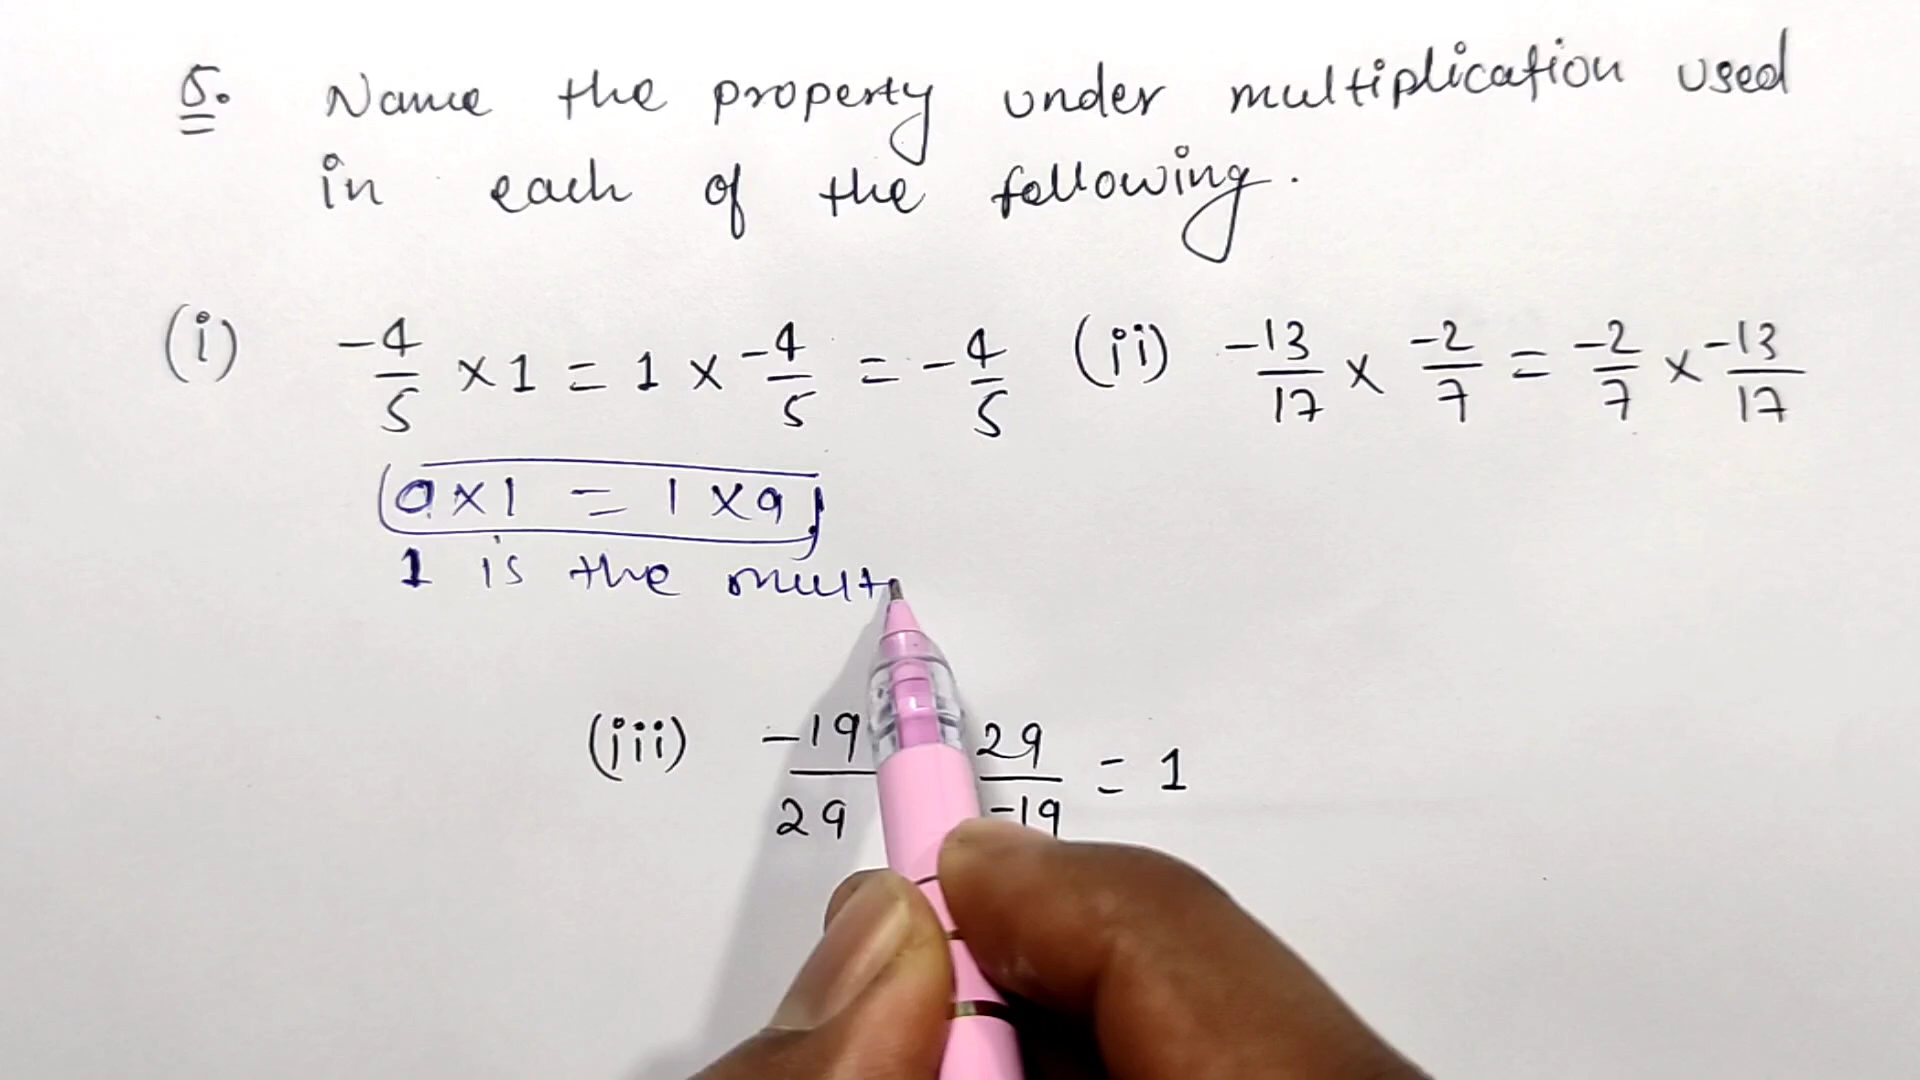 5. Name the property under multiplication used
in each of the following.
(i) -4/5 × 1 = 1 × -4/5 = -4/5 (ii) -13/17 × -2/7 = -2/7 × -13/17
a×1 = 1×a
1 is the mult
(iii) -19/29 29/-19 = 1